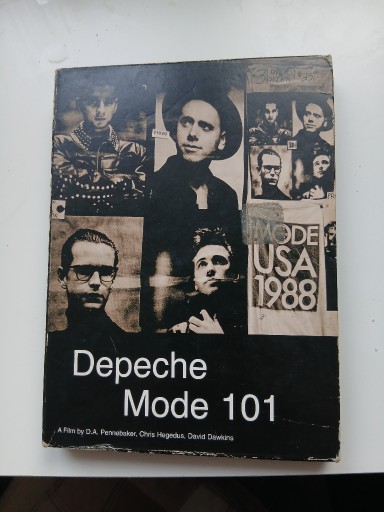 MODE
USA
1988
Depeche
Mode 101
A Film by D.A. Pennebaker, Chris Hegedus, David Dawkins